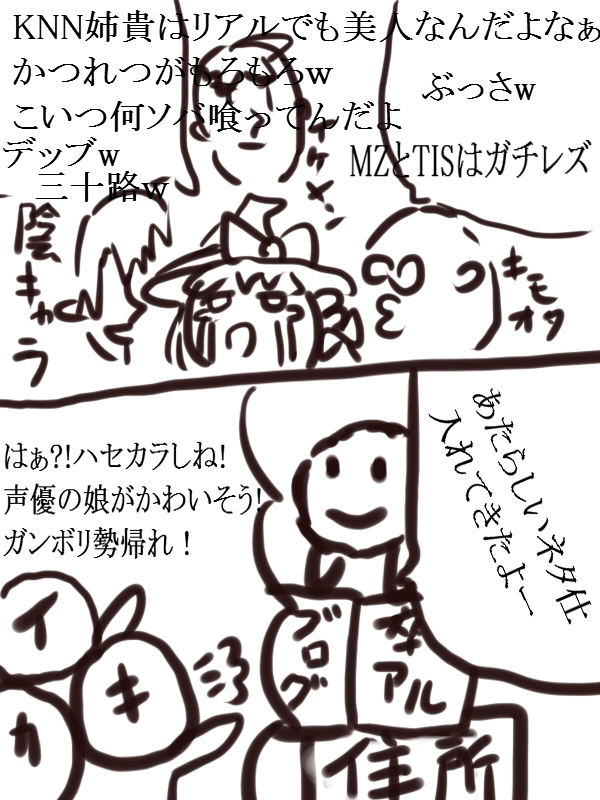 KNN姉貴はリアルでも美人なんだよなぁ
かつれつがもろもろw
こいつ何ソバ喰ってんだよ
デッブw
三十路w
ぶっさw
MZとTISはガチレズ
イケメン
陰キャラ
キモオタ
あたらしいネタ仕
入れてきたよー
はぁ?!ハセカラしね!
声優の娘がかわいそう!
ガンボリ勢帰れ！
ブログ
卒アル
住所
イ
キ
カ